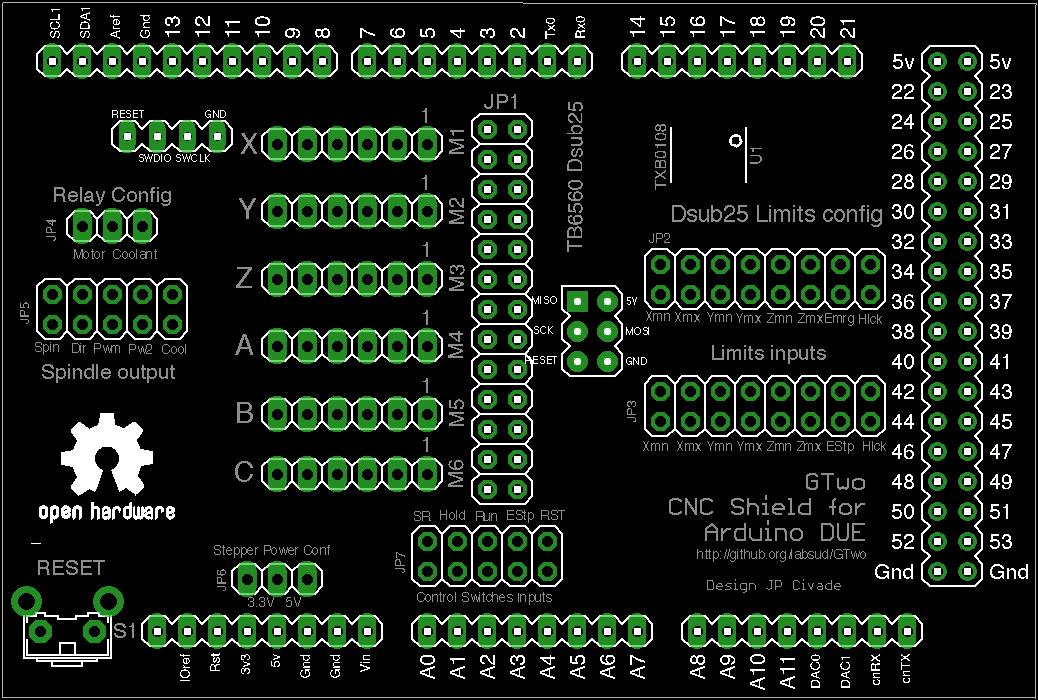 SCL1 SDA1 Aref Gnd 13 12 11 10 9 8
7 6 5 4 3 2 Tx0 Rx0
14 15 16 17 18 19 20 21
5v 5v
22 23
24 25
26 27
28 29
30 31
32 33
34 35
36 37
38 39
40 41
42 43
44 45
46 47
48 49
50 51
52 53
Gnd Gnd
RESET GND
SWDIO SWCLK
Relay Config
JP4
Motor Coolant
JP5
Spin Dir Pwm Pw2 Cool
Spindle output
open hardware
RESET
S1
X 1 M1
Y 1 M2
Z 1 M3
A 1 M4
B 1 M5
C 1 M6
JP1
TB6560 Dsub25
MISO 5V
SCK MOSI
RESET GND
TXB0108
U1
Dsub25 Limits config
JP2
Xmn Xmx Ymn Ymx Zmn Zmx Emrg Hlck
Limits inputs
JP3
Xmn Xmx Ymn Ymx Zmn Zmx EStp Hlck
GTwo
CNC Shield for
Arduino DUE
http://github.org/labsud/GTwo
Design JP Civade
SR Hold Run EStp RST
JP7
Control Switches Inputs
Stepper Power Conf
JP6
3.3V 5V
IOref Rst 3v3 5v Gnd Gnd Vin
A0 A1 A2 A3 A4 A5 A6 A7
A8 A9 A10 A11 DAC0 DAC1 cnRX cnTX